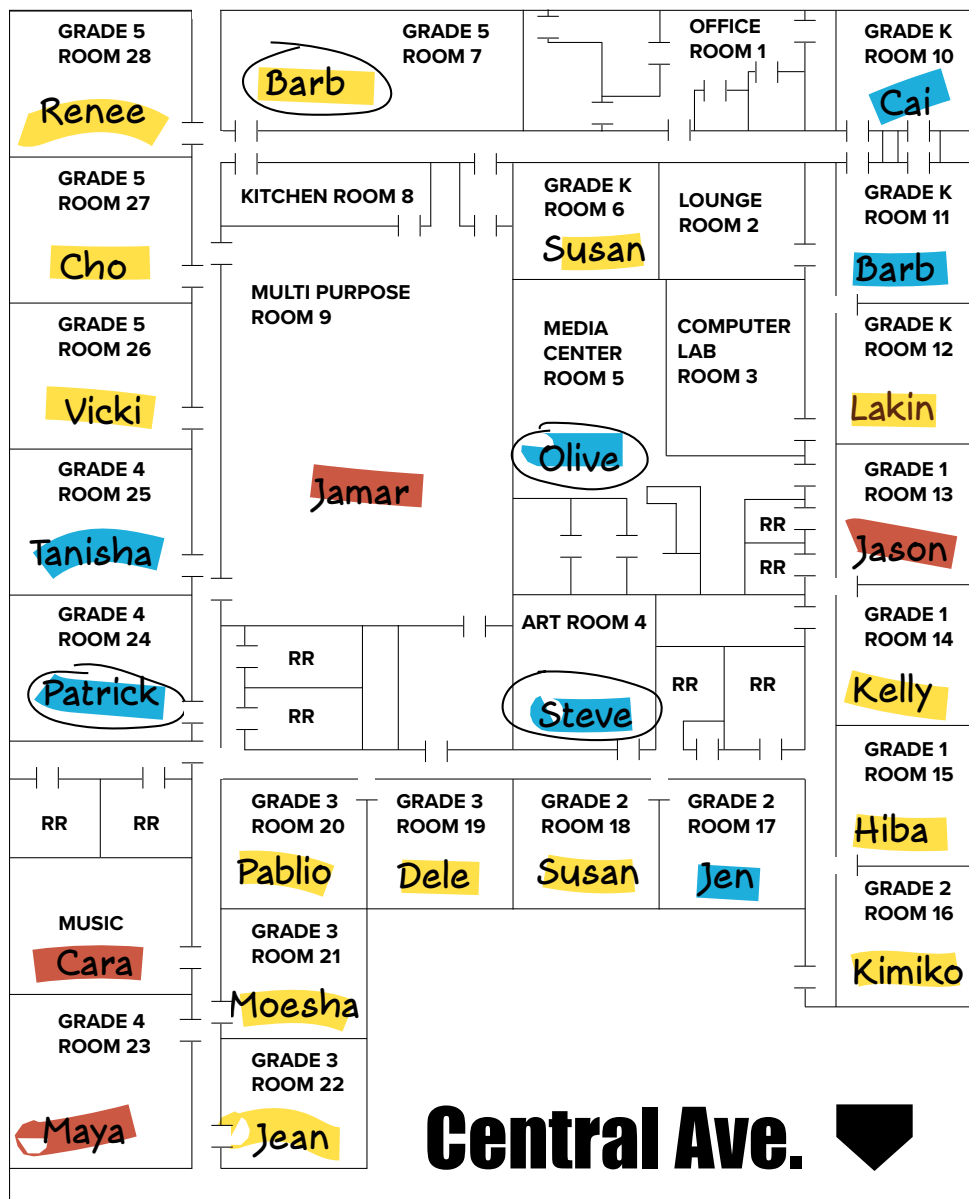 GRADE 5
ROOM 28
Renee
GRADE 5
ROOM 7
Barb
OFFICE
ROOM 1
GRADE K
ROOM 10
Cai
GRADE 5
ROOM 27
Cho
KITCHEN ROOM 8
GRADE K
ROOM 6
Susan
LOUNGE
ROOM 2
GRADE K
ROOM 11
Barb
GRADE 5
ROOM 26
Vicki
MULTI PURPOSE
ROOM 9
Jamar
MEDIA
CENTER
ROOM 5
Olive
COMPUTER
LAB
ROOM 3
GRADE K
ROOM 12
Lakin
GRADE 4
ROOM 25
Tanisha
RR
RR
GRADE 1
ROOM 13
Jason
GRADE 4
ROOM 24
Patrick
RR
RR
ART ROOM 4
Steve
RR
RR
GRADE 1
ROOM 14
Kelly
RR
RR
GRADE 3
ROOM 20
Pablio
GRADE 3
ROOM 19
Dele
GRADE 2
ROOM 18
Susan
GRADE 2
ROOM 17
Jen
GRADE 1
ROOM 15
Hiba
MUSIC
Cara
GRADE 3
ROOM 21
Moesha
GRADE 2
ROOM 16
Kimiko
GRADE 4
ROOM 23
Maya
GRADE 3
ROOM 22
Jean
Central Ave.